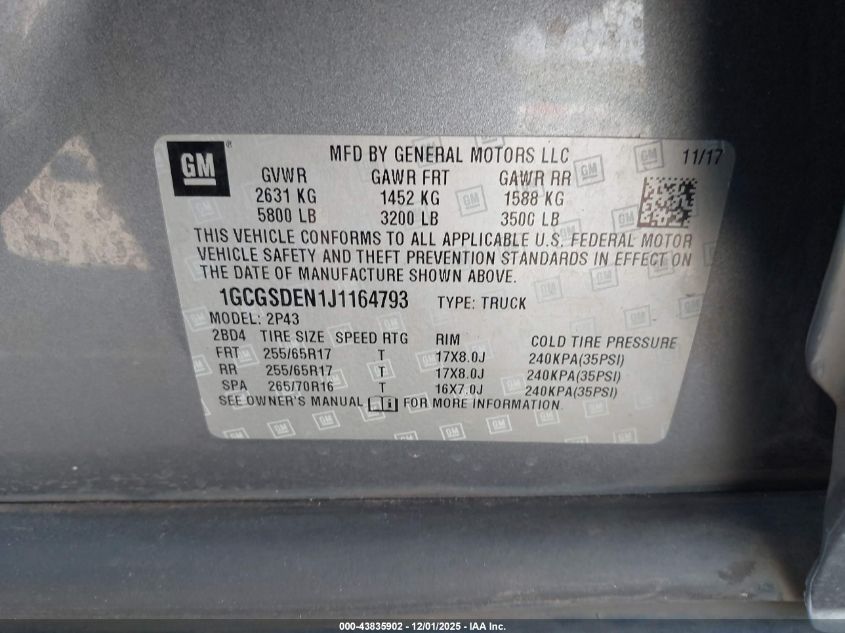 GM
MFD BY GENERAL MOTORS LLC 11/17
GVWR GAWR FRT GAWR RR
2631 KG 1452 KG 1588 KG
5800 LB 3200 LB 3500 LB
THIS VEHICLE CONFORMS TO ALL APPLICABLE U.S. FEDERAL MOTOR
VEHICLE SAFETY AND THEFT PREVENTION STANDARDS IN EFFECT ON
THE DATE OF MANUFACTURE SHOWN ABOVE.
1GCGSDEN1J1164793 TYPE: TRUCK
MODEL: 2P43
2BD4 TIRE SIZE SPEED RTG RIM COLD TIRE PRESSURE
FRT 255/65R17 T 17X8.0J 240KPA(35PSI)
RR 255/65R17 T 17X8.0J 240KPA(35PSI)
SPA 265/70R16 T 16X7.0J 240KPA(35PSI)
SEE OWNER'S MANUAL FOR MORE INFORMATION.
000-43835902 - 12/01/2025 - IAA Inc.